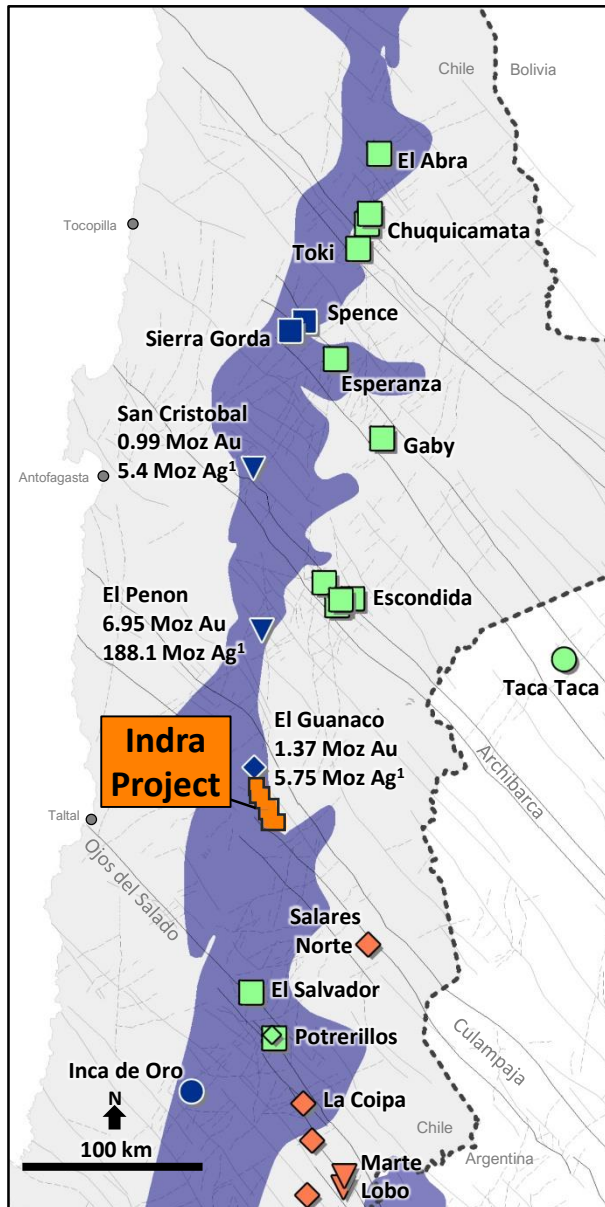 Chile
Bolivia
El Abra
Tocopilla
Chuquicamata
Toki
Spence
Sierra Gorda
Esperanza
San Cristobal
0.99 Moz Au
5.4 Moz Ag¹
Gaby
Antofagasta
El Penon
6.95 Moz Au
188.1 Moz Ag¹
Escondida
Taca Taca
El Guanaco
1.37 Moz Au
5.75 Moz Ag¹
Indra
Project
Archibarca
Taltal
Ojos del Salado
Salares
Norte
El Salvador
Culampaja
Potrerillos
Inca de Oro
La Coipa
N
100 km
Chile
Argentina
Marte
Lobo